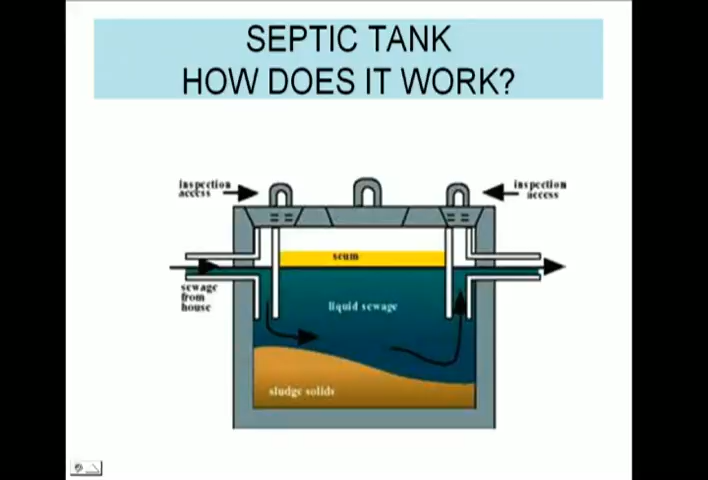 SEPTIC TANK
HOW DOES IT WORK?
inspection
access
inspection
access
scum
sewage
from
house
liquid sewage
sludge solids